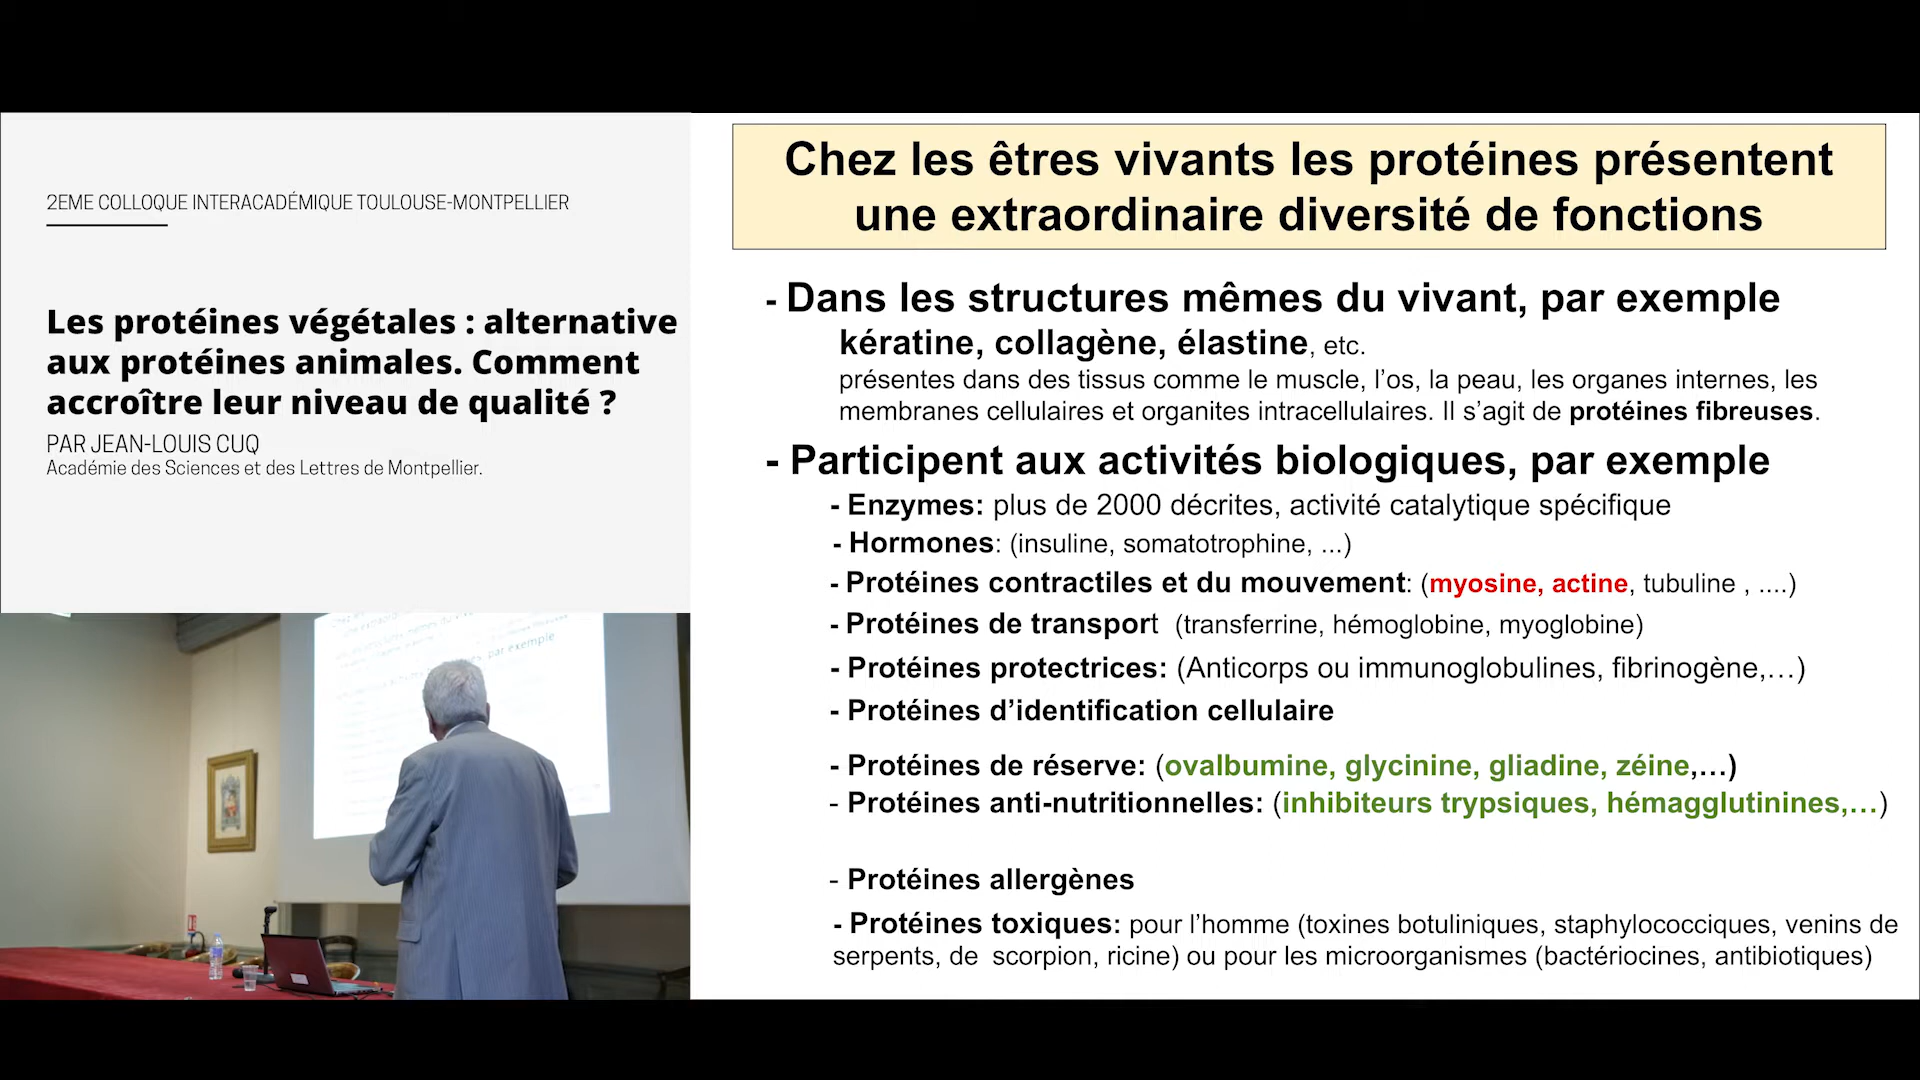 2EME COLLOQUE INTERACADÉMIQUE TOULOUSE-MONTPELLIER
Les protéines végétales : alternative
aux protéines animales. Comment
accroître leur niveau de qualité ?
PAR JEAN-LOUIS CUQ
Académie des Sciences et des Lettres de Montpellier.
Chez les êtres vivants les protéines présentent
une extraordinaire diversité de fonctions
- Dans les structures mêmes du vivant, par exemple
kératine, collagène, élastine, etc.
présentes dans des tissus comme le muscle, l’os, la peau, les organes internes, les
membranes cellulaires et organites intracellulaires. Il s’agit de protéines fibreuses.
- Participent aux activités biologiques, par exemple
- Enzymes: plus de 2000 décrites, activité catalytique spécifique
- Hormones: (insuline, somatotrophine, ...)
- Protéines contractiles et du mouvement: (myosine, actine, tubuline , ....)
- Protéines de transport (transferrine, hémoglobine, myoglobine)
- Protéines protectrices: (Anticorps ou immunoglobulines, fibrinogène,…)
- Protéines d’identification cellulaire
- Protéines de réserve: (ovalbumine, glycinine, gliadine, zéine,…)
- Protéines anti-nutritionnelles: (inhibiteurs trypsiques, hémagglutinines,…)
- Protéines allergènes
- Protéines toxiques: pour l’homme (toxines botuliniques, staphylococciques, venins de
serpents, de scorpion, ricine) ou pour les microorganismes (bactériocines, antibiotiques)
par exemple